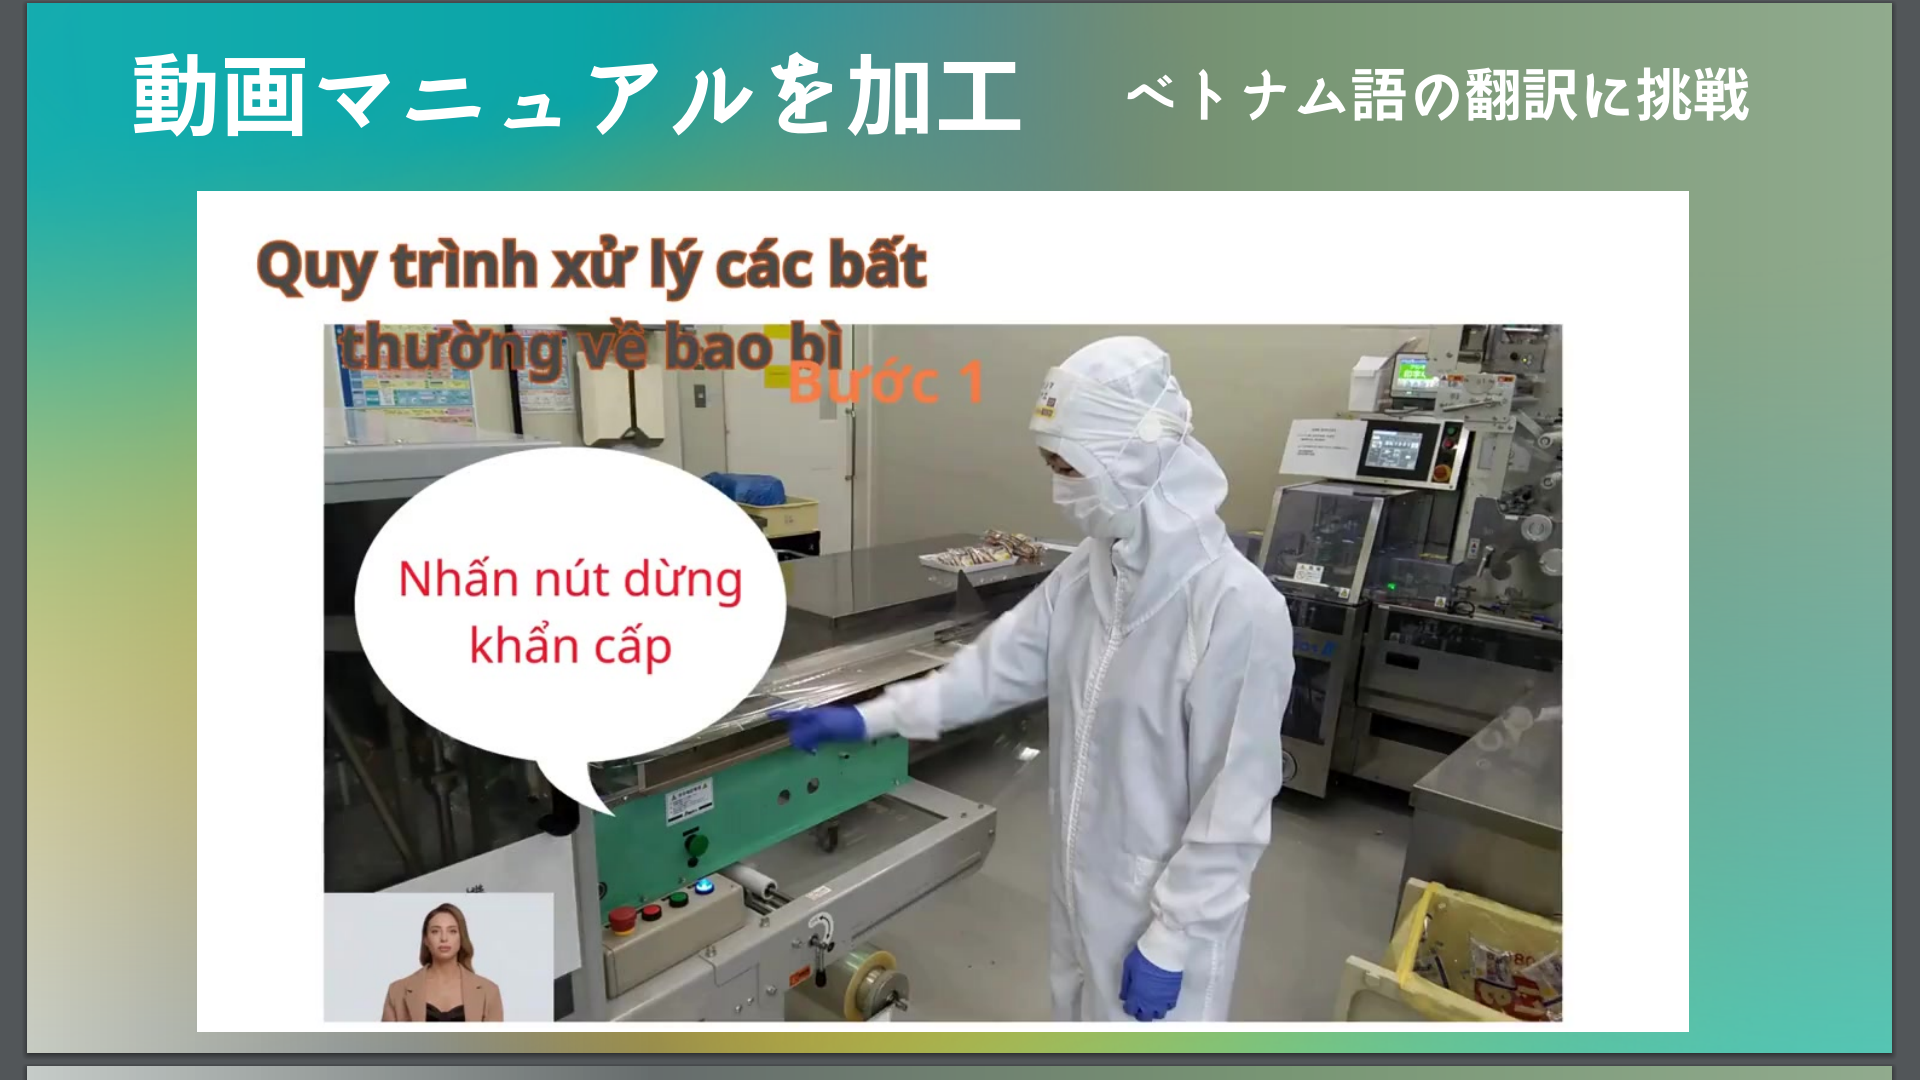 動画マニュアルを加工
ベトナム語の翻訳に挑戦
Quy trình xử lý các bất
thường về bao bì
Bước 1
Nhấn nút dừng
khẩn cấp